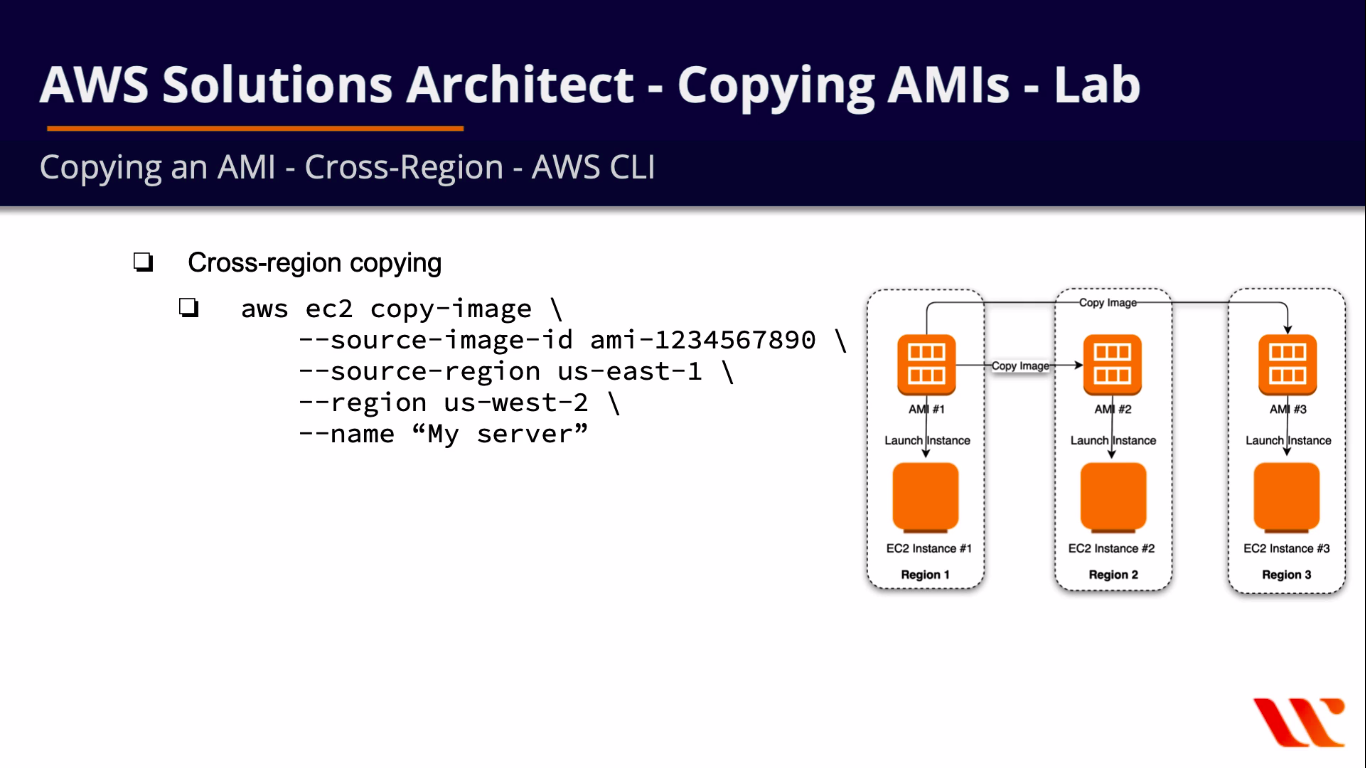 AWS Solutions Architect - Copying AMIs - Lab
Copying an AMI - Cross-Region - AWS CLI
❏ Cross-region copying
❏ aws ec2 copy-image \
--source-image-id ami-1234567890 \
--source-region us-east-1 \
--region us-west-2 \
--name “My server”
Copy Image
Copy Image
AMI #1
AMI #2
AMI #3
Launch Instance
Launch Instance
Launch Instance
EC2 Instance #1
EC2 Instance #2
EC2 Instance #3
Region 1
Region 2
Region 3